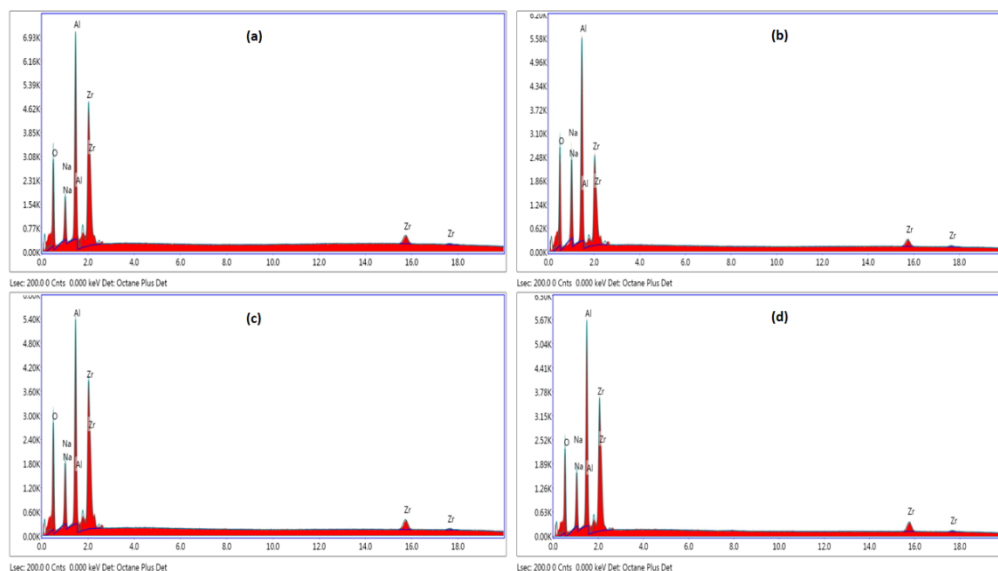 (a)
6.93K
6.16K
5.39K
4.62K
3.85K
3.08K
2.31K
1.54K
0.77K
0.00K
Al
Zr
O
Na
Zr
Na
Al
Zr
Zr
0.0 2.0 4.0 6.0 8.0 10.0 12.0 14.0 16.0 18.0
Lsec: 200.0 0 Cnts 0.000 keV Det: Octane Plus Det
(b)
6.20K
5.58K
4.96K
4.34K
3.72K
3.10K
2.48K
1.86K
1.24K
0.62K
0.00K
Al
Na
O
Zr
Na
Al
Zr
Zr
Zr
0.0 2.0 4.0 6.0 8.0 10.0 12.0 14.0 16.0 18.0
Lsec: 200.0 0 Cnts 0.000 keV Det: Octane Plus Det
(c)
6.00K
5.40K
4.80K
4.20K
3.60K
3.00K
2.40K
1.80K
1.20K
0.60K
0.00K
Al
Zr
O
Na
Zr
Na
Al
Zr
Zr
0.0 2.0 4.0 6.0 8.0 10.0 12.0 14.0 16.0 18.0
Lsec: 200.0 0 Cnts 0.000 keV Det: Octane Plus Det
(d)
6.30K
5.67K
5.04K
4.41K
3.78K
3.15K
2.52K
1.89K
1.26K
0.63K
0.00K
Al
Zr
O
Na
Zr
Na
Al
Zr
Zr
0.0 2.0 4.0 6.0 8.0 10.0 12.0 14.0 16.0 18.0
Lsec: 200.0 0 Cnts 0.000 keV Det: Octane Plus Det